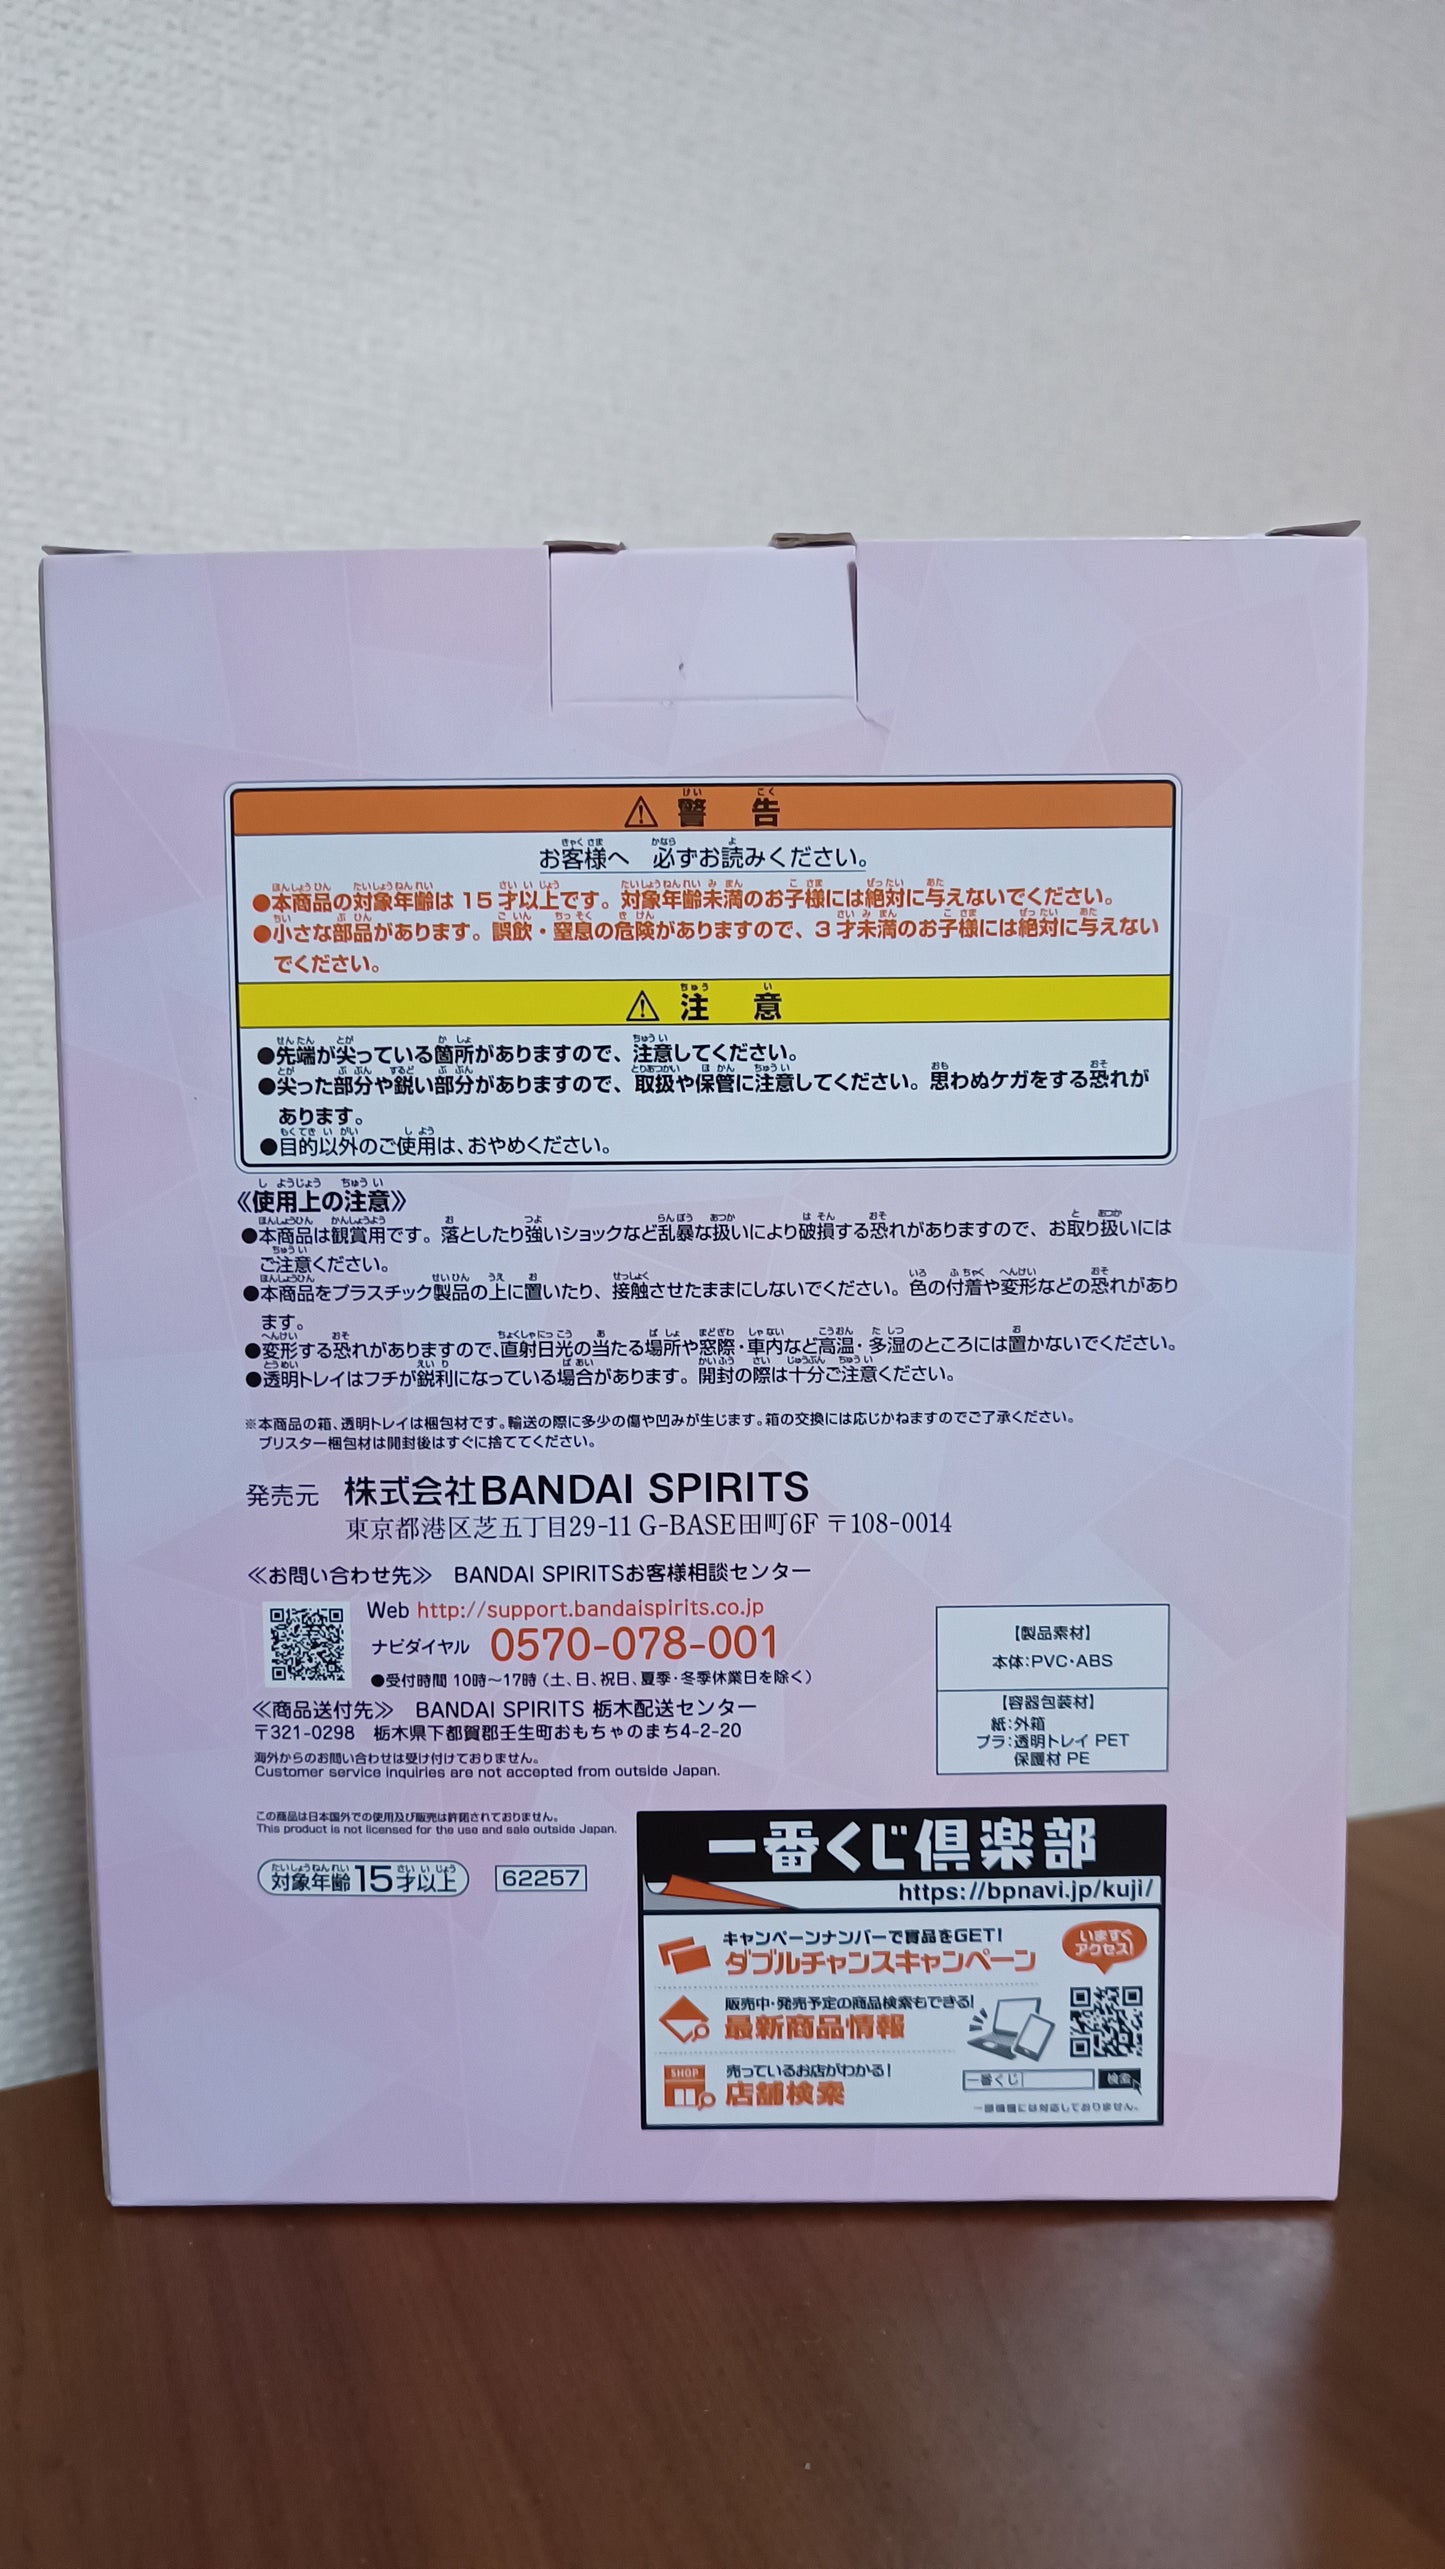 ⚠ 警 告
お客様へ 必ずお読みください。
●本商品の対象年齢は 15 才以上です。対象年齢未満のお子様には絶対に与えないでください。
●小さな部品があります。誤飲・窒息の危険がありますので、3 才未満のお子様には絶対に与えない
でください。
⚠ 注 意
●先端が尖っている箇所がありますので、注意してください。
●尖った部分や鋭い部分がありますので、取扱や保管に注意してください。思わぬケガをする恐れが
あります。
●目的以外のご使用は、おやめください。
《使用上の注意》
●本商品は観賞用です。落としたり強いショックなど乱暴な扱いにより破損する恐れがありますので、お取り扱いには
ご注意ください。
●本商品をプラスチック製品の上に置いたり、接触させたままにしないでください。色の付着や変形などの恐れがあり
ます。
●変形する恐れがありますので、直射日光の当たる場所や窓際・車内など高温・多湿のところには置かないでください。
●透明トレイはフチが鋭利になっている場合があります。開封の際は十分ご注意ください。
※本商品の箱、透明トレイは梱包材です。輸送の際に多少の傷や凹みが生じます。箱の交換には応じかねますのでご了承ください。
ブリスター梱包材は開封後はすぐに捨ててください。
発売元 株式会社BANDAI SPIRITS
東京都港区芝五丁目29-11 G-BASE田町6F 〒108-0014
≪お問い合わせ先≫ BANDAI SPIRITSお客様相談センター
Web http://support.bandaispirits.co.jp
ナビダイヤル 0570-078-001
●受付時間 10時～17時（土、日、祝日、夏季・冬季休業日を除く）
≪商品送付先≫ BANDAI SPIRITS 栃木配送センター
〒321-0298 栃木県下都賀郡壬生町おもちゃのまち4-2-20
海外からのお問い合わせは受け付けておりません。
Customer service inquiries are not accepted from outside Japan.
【製品素材】
本体:PVC・ABS
【容器包装材】
紙:外箱
プラ:透明トレイ PET
保護材 PE
この商品は日本国外での使用及び販売は許諾されておりません。
This product is not licensed for the use and sale outside Japan.
対象年齢15才以上
62257
一番くじ倶楽部
https://bpnavi.jp/kuji/
キャンペーンナンバーで賞品をGET!
ダブルチャンスキャンペーン
いますぐ
アクセス!
販売中・発売予定の商品検索もできる!
最新商品情報
SHOP
売っているお店がわかる!
店舗検索
一番くじ 検索
一部機種には対応しておりません。